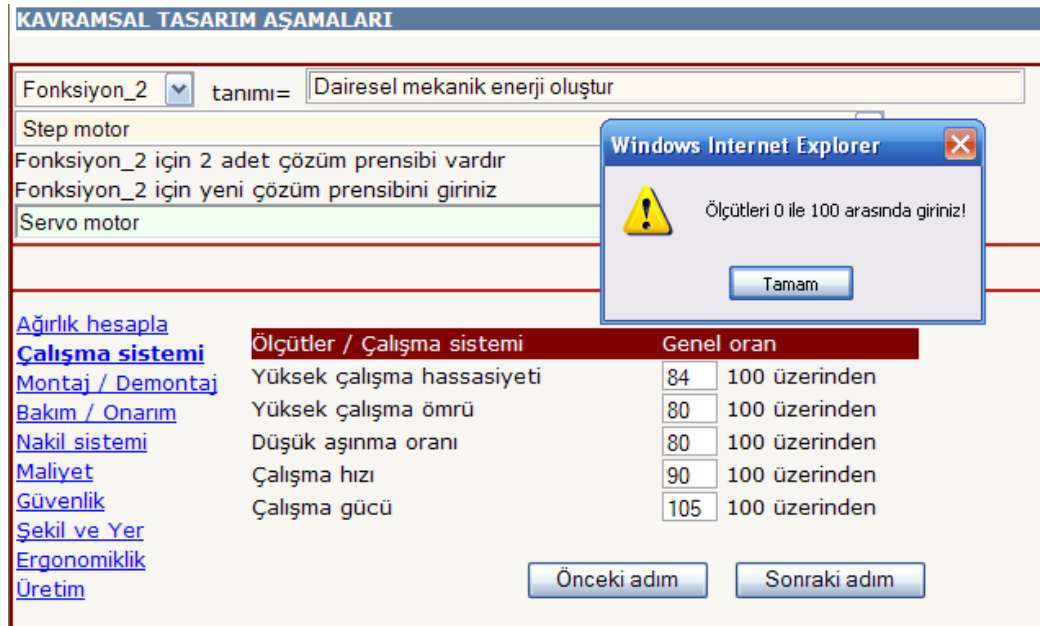 KAVRAMSAL TASARIM AŞAMALARI
Fonksiyon_2 tanımı= Dairesel mekanik enerji oluştur
Step motor
Fonksiyon_2 için 2 adet çözüm prensibi vardır
Fonksiyon_2 için yeni çözüm prensibini giriniz
Servo motor
Windows Internet Explorer
Ölçütleri 0 ile 100 arasında giriniz!
Tamam
Ağırlık hesapla
Çalışma sistemi
Montaj / Demontaj
Bakım / Onarım
Nakil sistemi
Maliyet
Güvenlik
Şekil ve Yer
Ergonomiklik
Üretim
Ölçütler / Çalışma sistemi Genel oran
Yüksek çalışma hassasiyeti 84 100 üzerinden
Yüksek çalışma ömrü 80 100 üzerinden
Düşük aşınma oranı 80 100 üzerinden
Çalışma hızı 90 100 üzerinden
Çalışma gücü 105 100 üzerinden
Önceki adım Sonraki adım